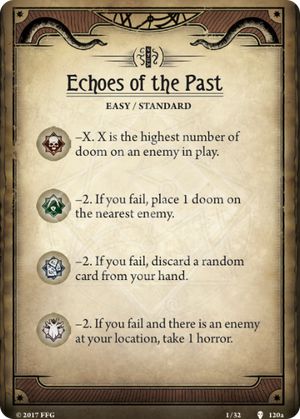 Echoes of the Past
EASY / STANDARD
–X. X is the highest number of
doom on an enemy in play.
–2. If you fail, place 1 doom on
the nearest enemy.
–2. If you fail, discard a random
card from your hand.
–2. If you fail and there is an enemy
at your location, take 1 horror.
© 2017 FFG 1/32 120a